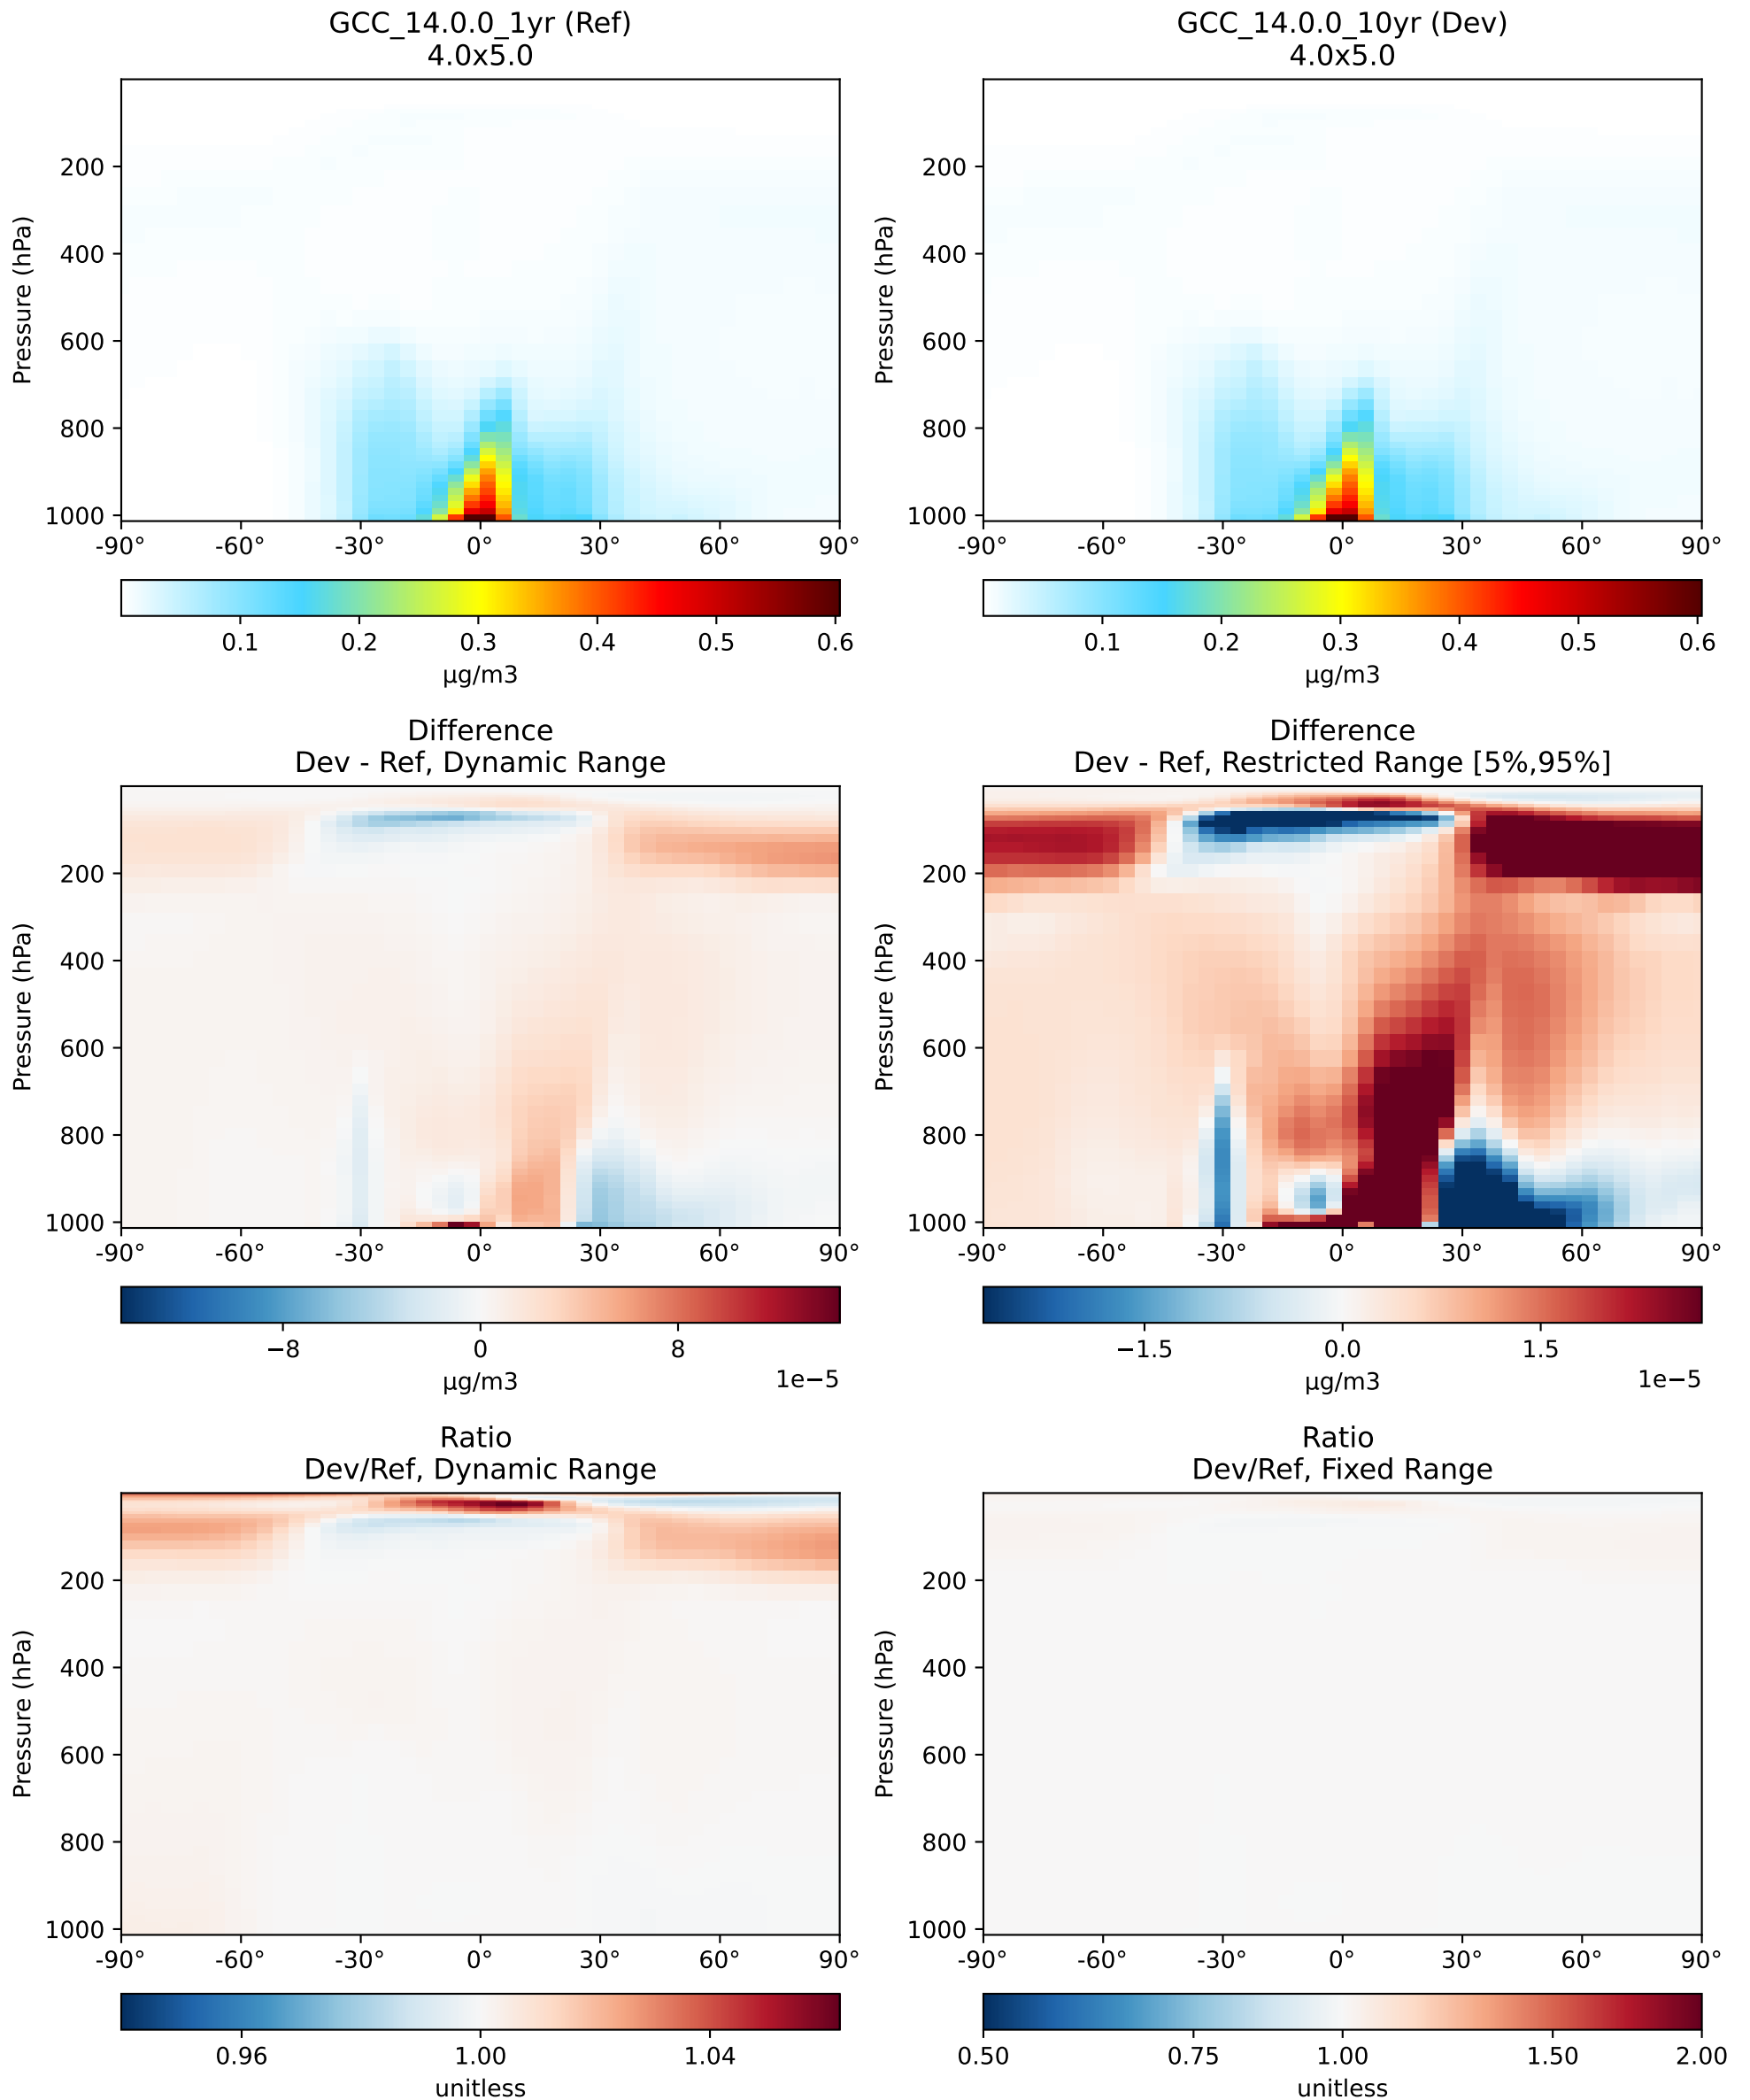 GCC_14.0.0_1yr (Ref)
4.0x5.0
GCC_14.0.0_10yr (Dev)
4.0x5.0
Pressure (hPa)
200
400
600
800
1000
-90° -60° -30° 0° 30° 60° 90°
0.1 0.2 0.3 0.4 0.5 0.6
μg/m3
Pressure (hPa)
200
400
600
800
1000
-90° -60° -30° 0° 30° 60° 90°
0.1 0.2 0.3 0.4 0.5 0.6
μg/m3
Difference
Dev - Ref, Dynamic Range
Pressure (hPa)
200
400
600
800
1000
-90° -60° -30° 0° 30° 60° 90°
−8 0 8
μg/m3 1e−5
Difference
Dev - Ref, Restricted Range [5%,95%]
Pressure (hPa)
200
400
600
800
1000
-90° -60° -30° 0° 30° 60° 90°
−1.5 0.0 1.5
μg/m3 1e−5
Ratio
Dev/Ref, Dynamic Range
Pressure (hPa)
200
400
600
800
1000
-90° -60° -30° 0° 30° 60° 90°
0.96 1.00 1.04
unitless
Ratio
Dev/Ref, Fixed Range
Pressure (hPa)
200
400
600
800
1000
-90° -60° -30° 0° 30° 60° 90°
0.50 0.75 1.00 1.50 2.00
unitless